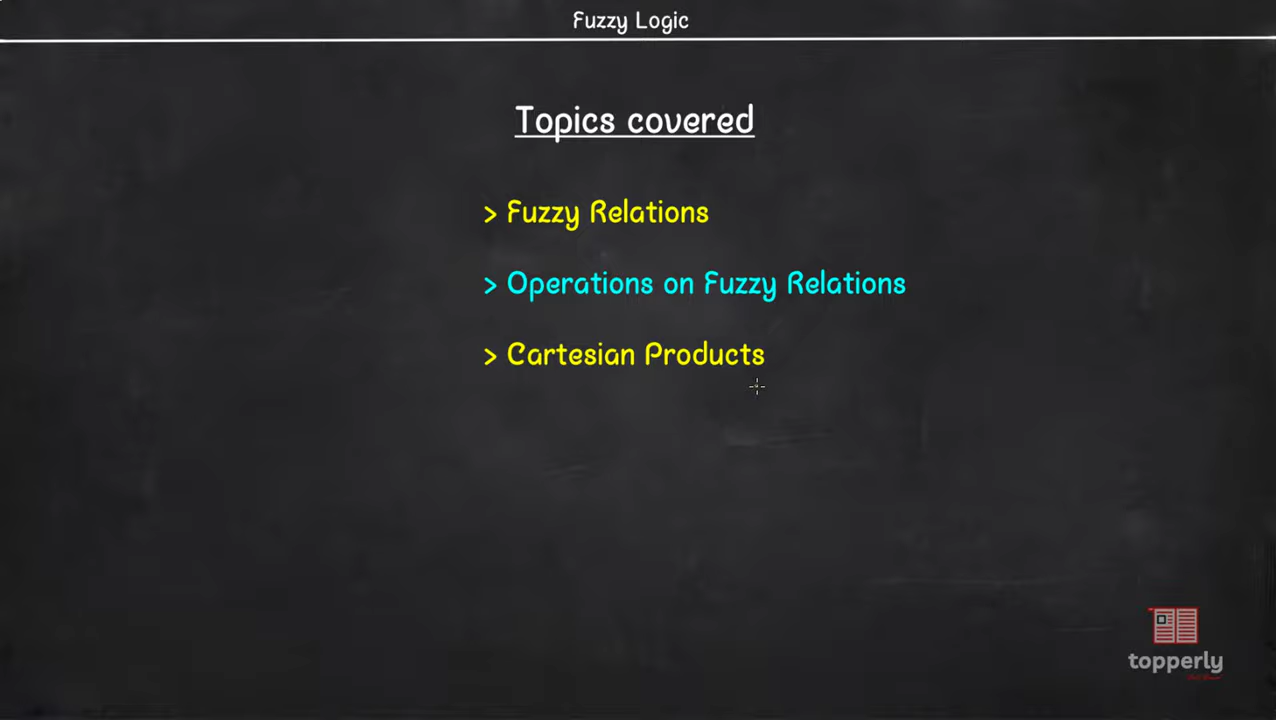 Fuzzy Logic
Topics covered
> Fuzzy Relations
> Operations on Fuzzy Relations
> Cartesian Products
topperly